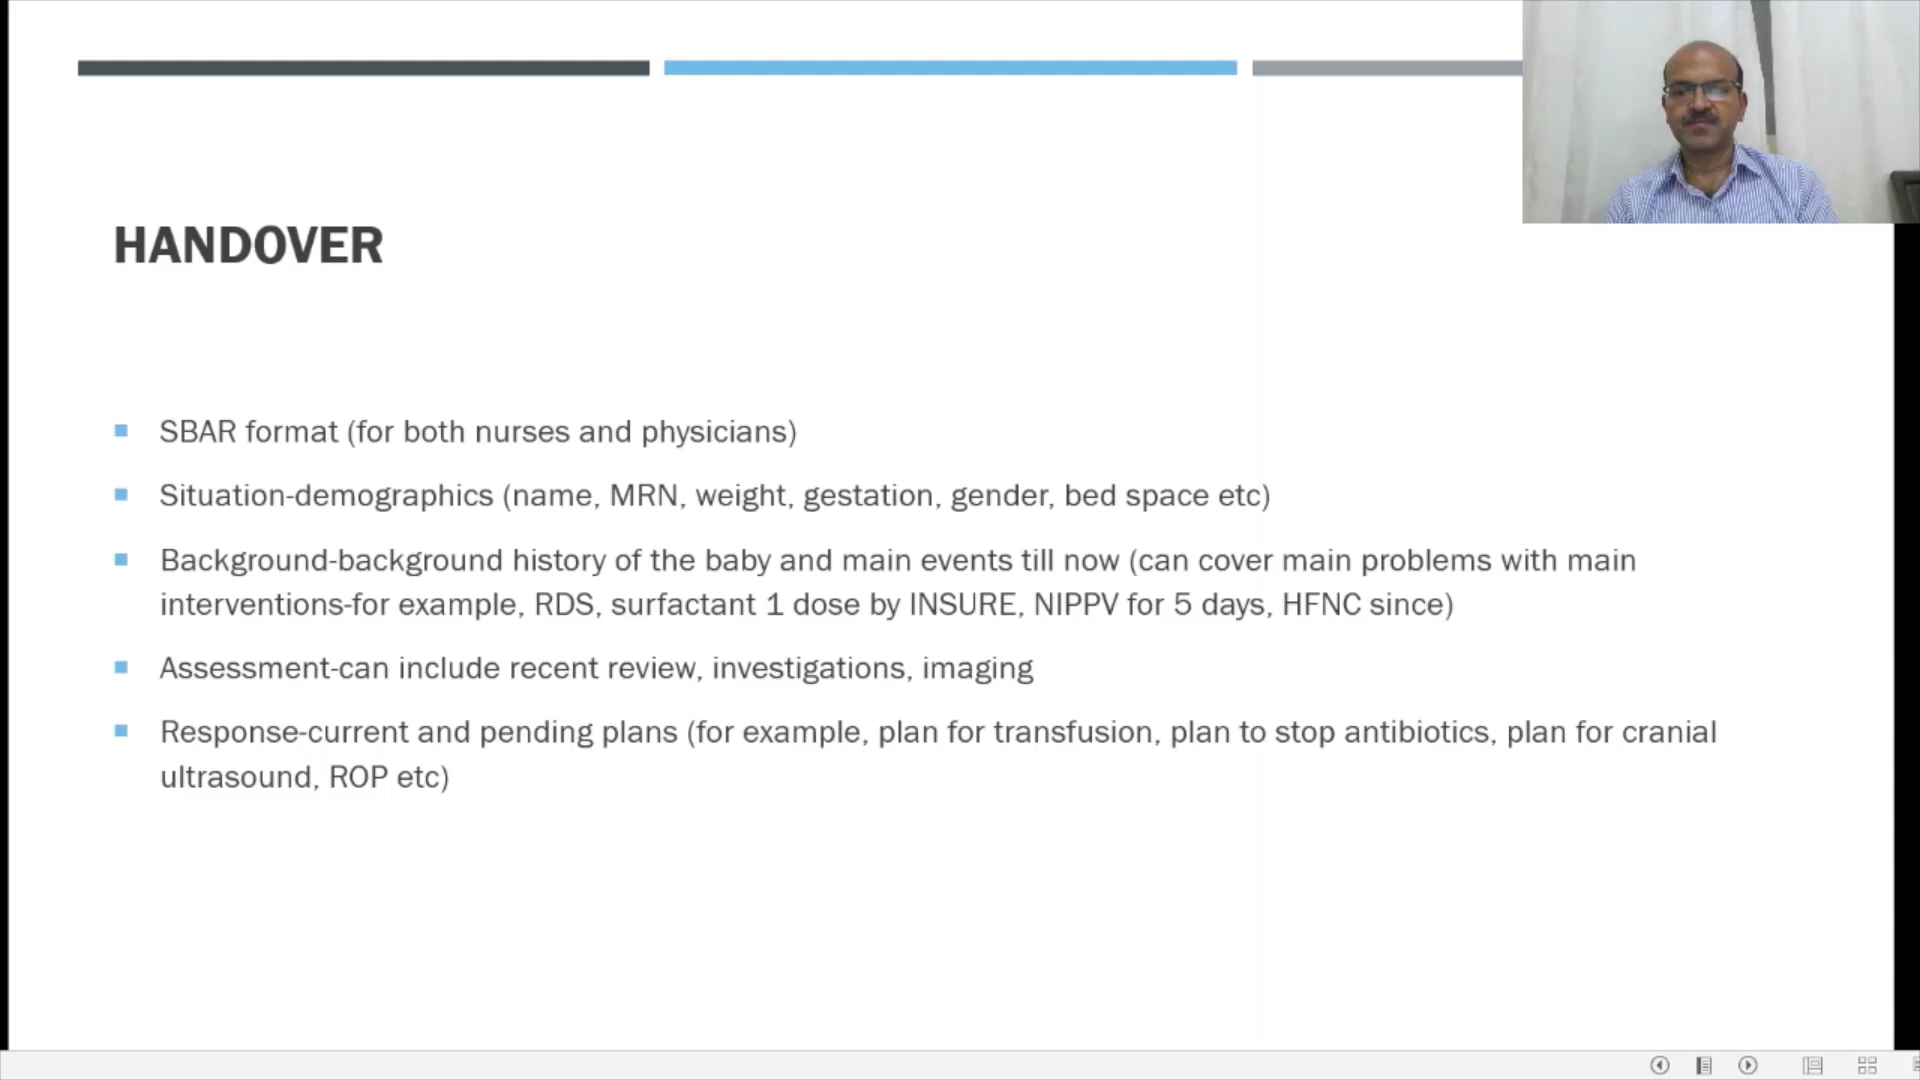 HANDOVER
SBAR format (for both nurses and physicians)
Situation-demographics (name, MRN, weight, gestation, gender, bed space etc)
Background-background history of the baby and main events till now (can cover main problems with main
interventions-for example, RDS, surfactant 1 dose by INSURE, NIPPV for 5 days, HFNC since)
Assessment-can include recent review, investigations, imaging
Response-current and pending plans (for example, plan for transfusion, plan to stop antibiotics, plan for cranial
ultrasound, ROP etc)